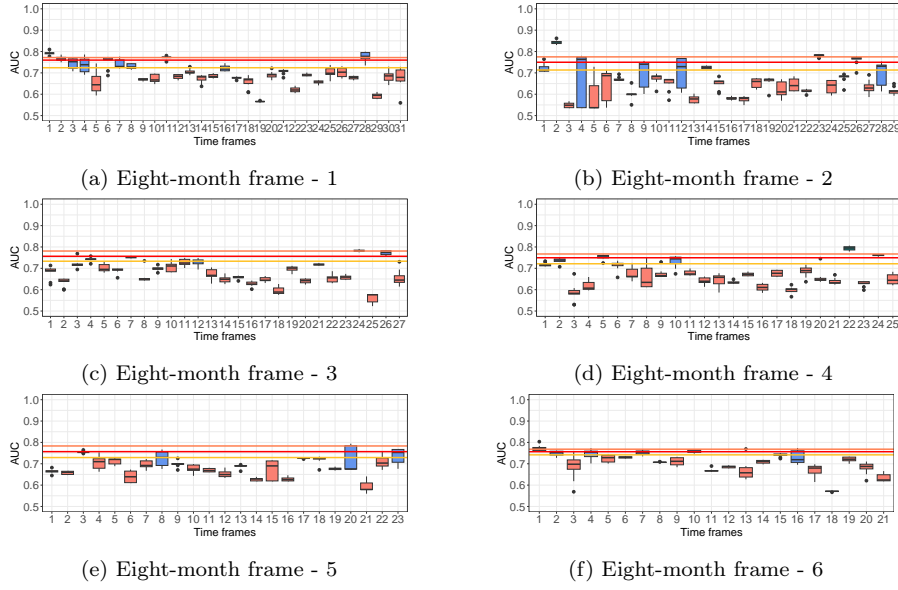 AUC
1.0
0.9
0.8
0.7
0.6
0.5
1 2 3 4 5 6 7 8 9 10 11 12 13 14 15 16 17 18 19 20 21 22 23 24 25 26 27 28 29 30 31
Time frames
(a) Eight-month frame - 1
AUC
1.0
0.9
0.8
0.7
0.6
0.5
1 2 3 4 5 6 7 8 9 10 11 12 13 14 15 16 17 18 19 20 21 22 23 24 25 26 27 28 29
Time frames
(b) Eight-month frame - 2
AUC
1.0
0.9
0.8
0.7
0.6
0.5
1 2 3 4 5 6 7 8 9 10 11 12 13 14 15 16 17 18 19 20 21 22 23 24 25 26 27
Time frames
(c) Eight-month frame - 3
AUC
1.0
0.9
0.8
0.7
0.6
0.5
1 2 3 4 5 6 7 8 9 10 11 12 13 14 15 16 17 18 19 20 21 22 23 24 25
Time frames
(d) Eight-month frame - 4
AUC
1.0
0.9
0.8
0.7
0.6
0.5
1 2 3 4 5 6 7 8 9 10 11 12 13 14 15 16 17 18 19 20 21 22 23
Time frames
(e) Eight-month frame - 5
AUC
1.0
0.9
0.8
0.7
0.6
0.5
1 2 3 4 5 6 7 8 9 10 11 12 13 14 15 16 17 18 19 20 21
Time frames
(f) Eight-month frame - 6